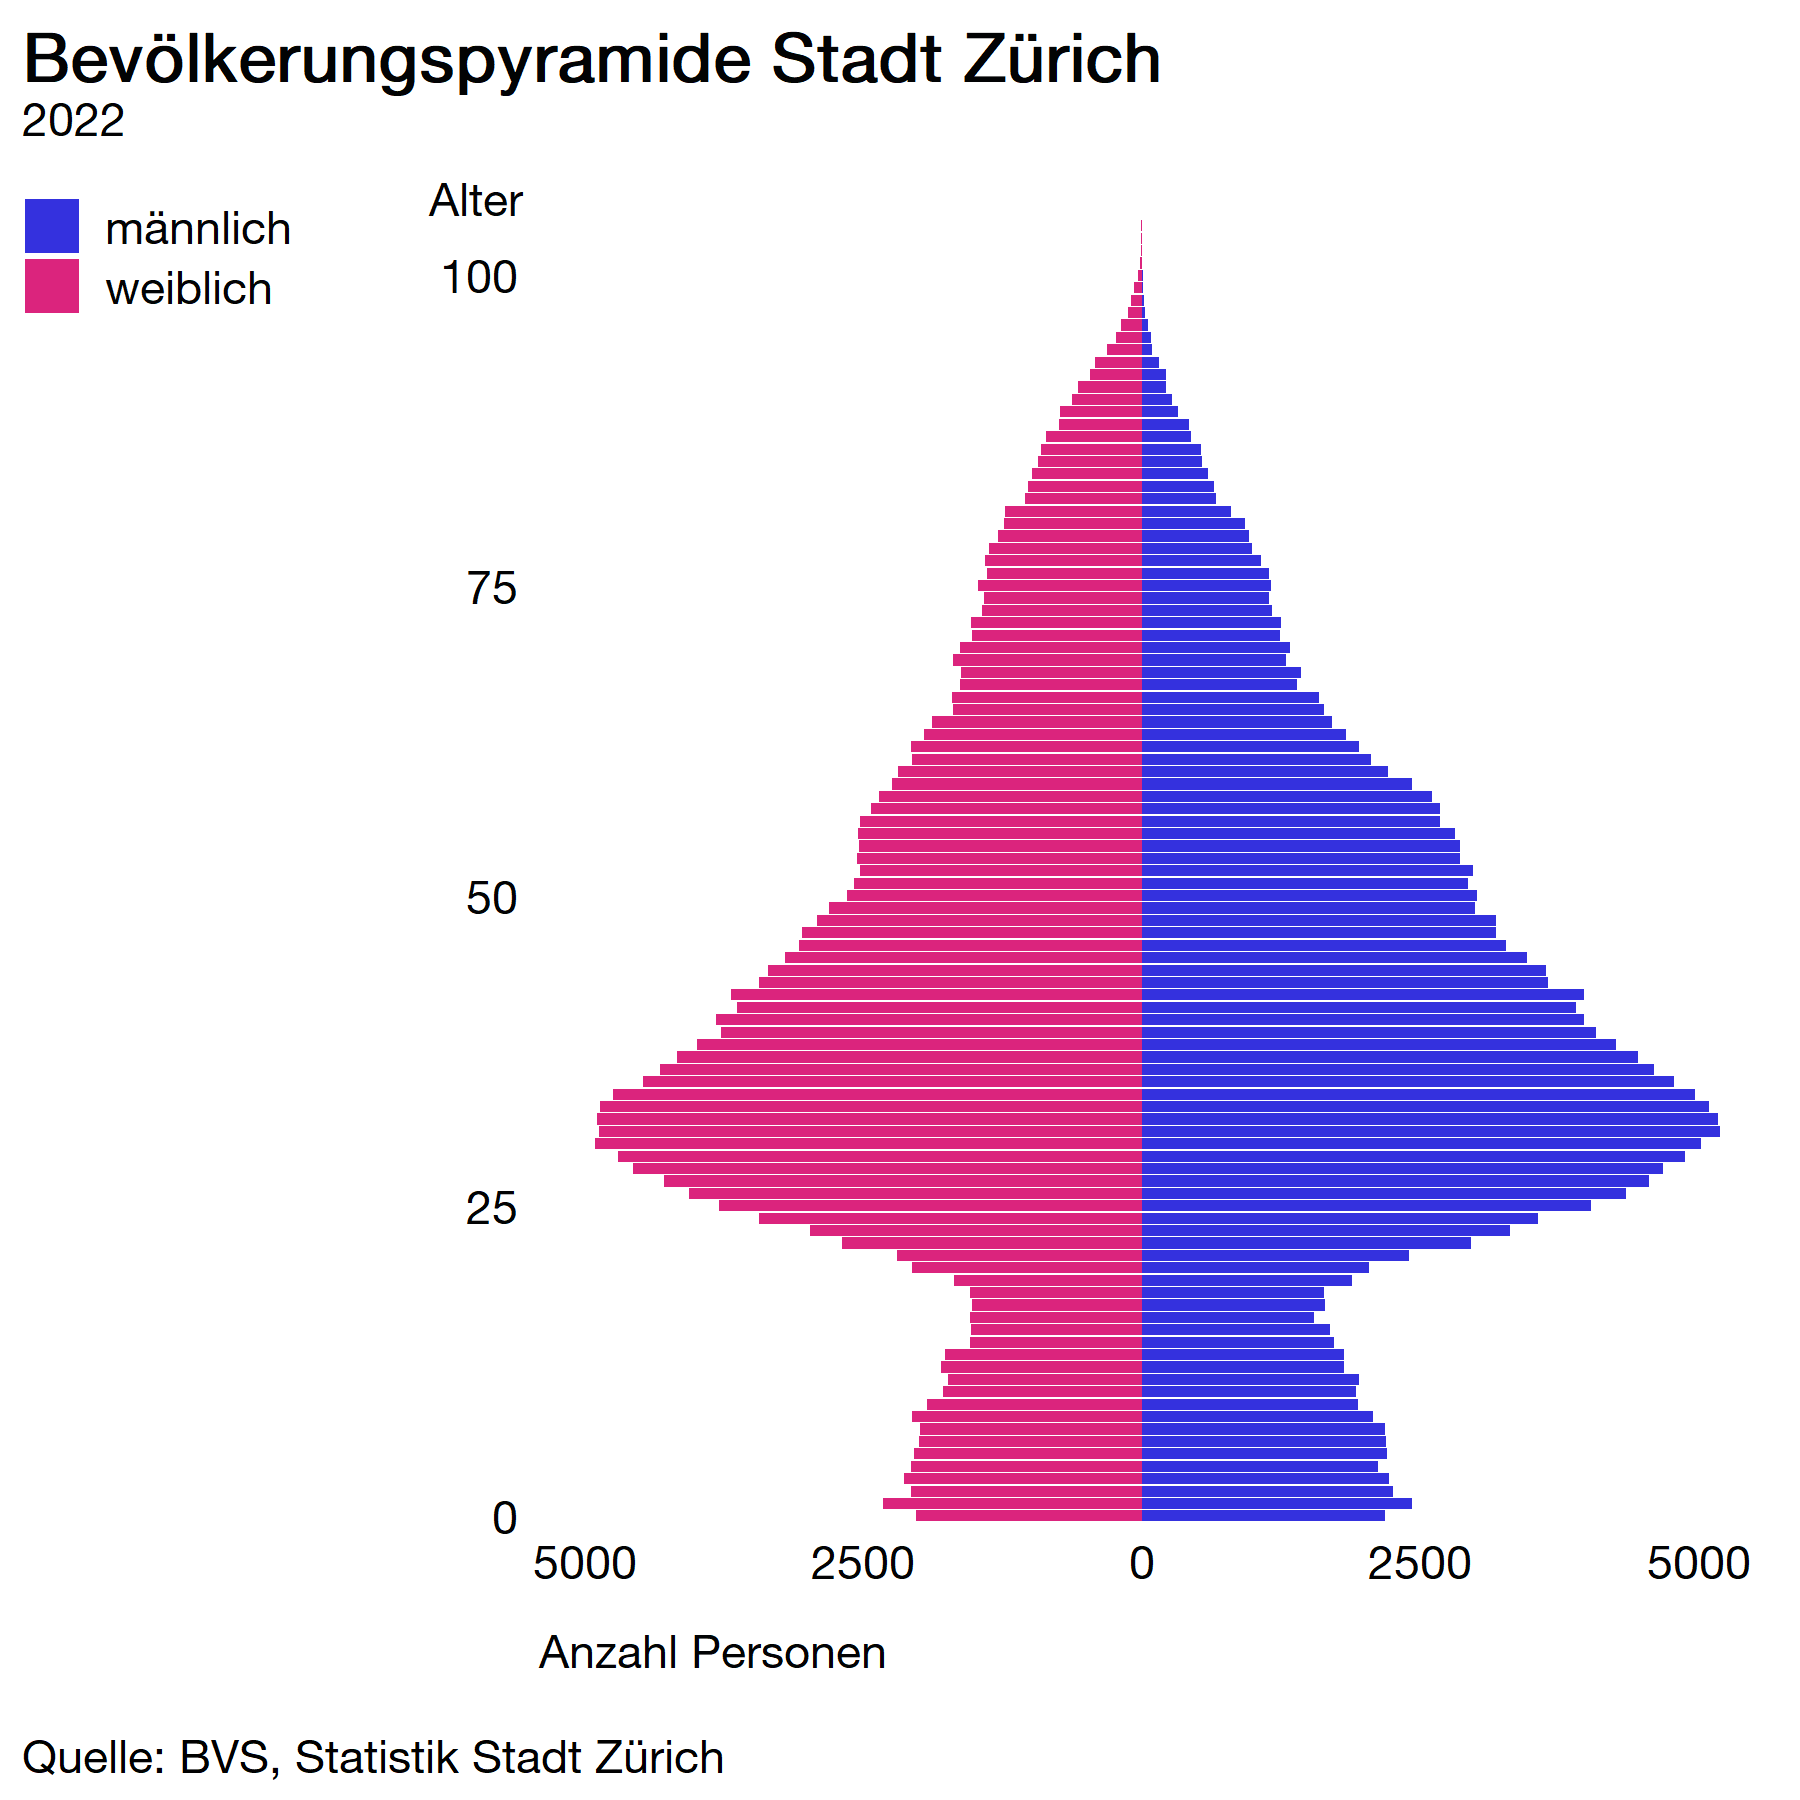 Bevölkerungspyramide Stadt Zürich
2022
männlich
weiblich
Alter
100
75
50
25
0
5000 2500 0 2500 5000
Anzahl Personen
Quelle: BVS, Statistik Stadt Zürich